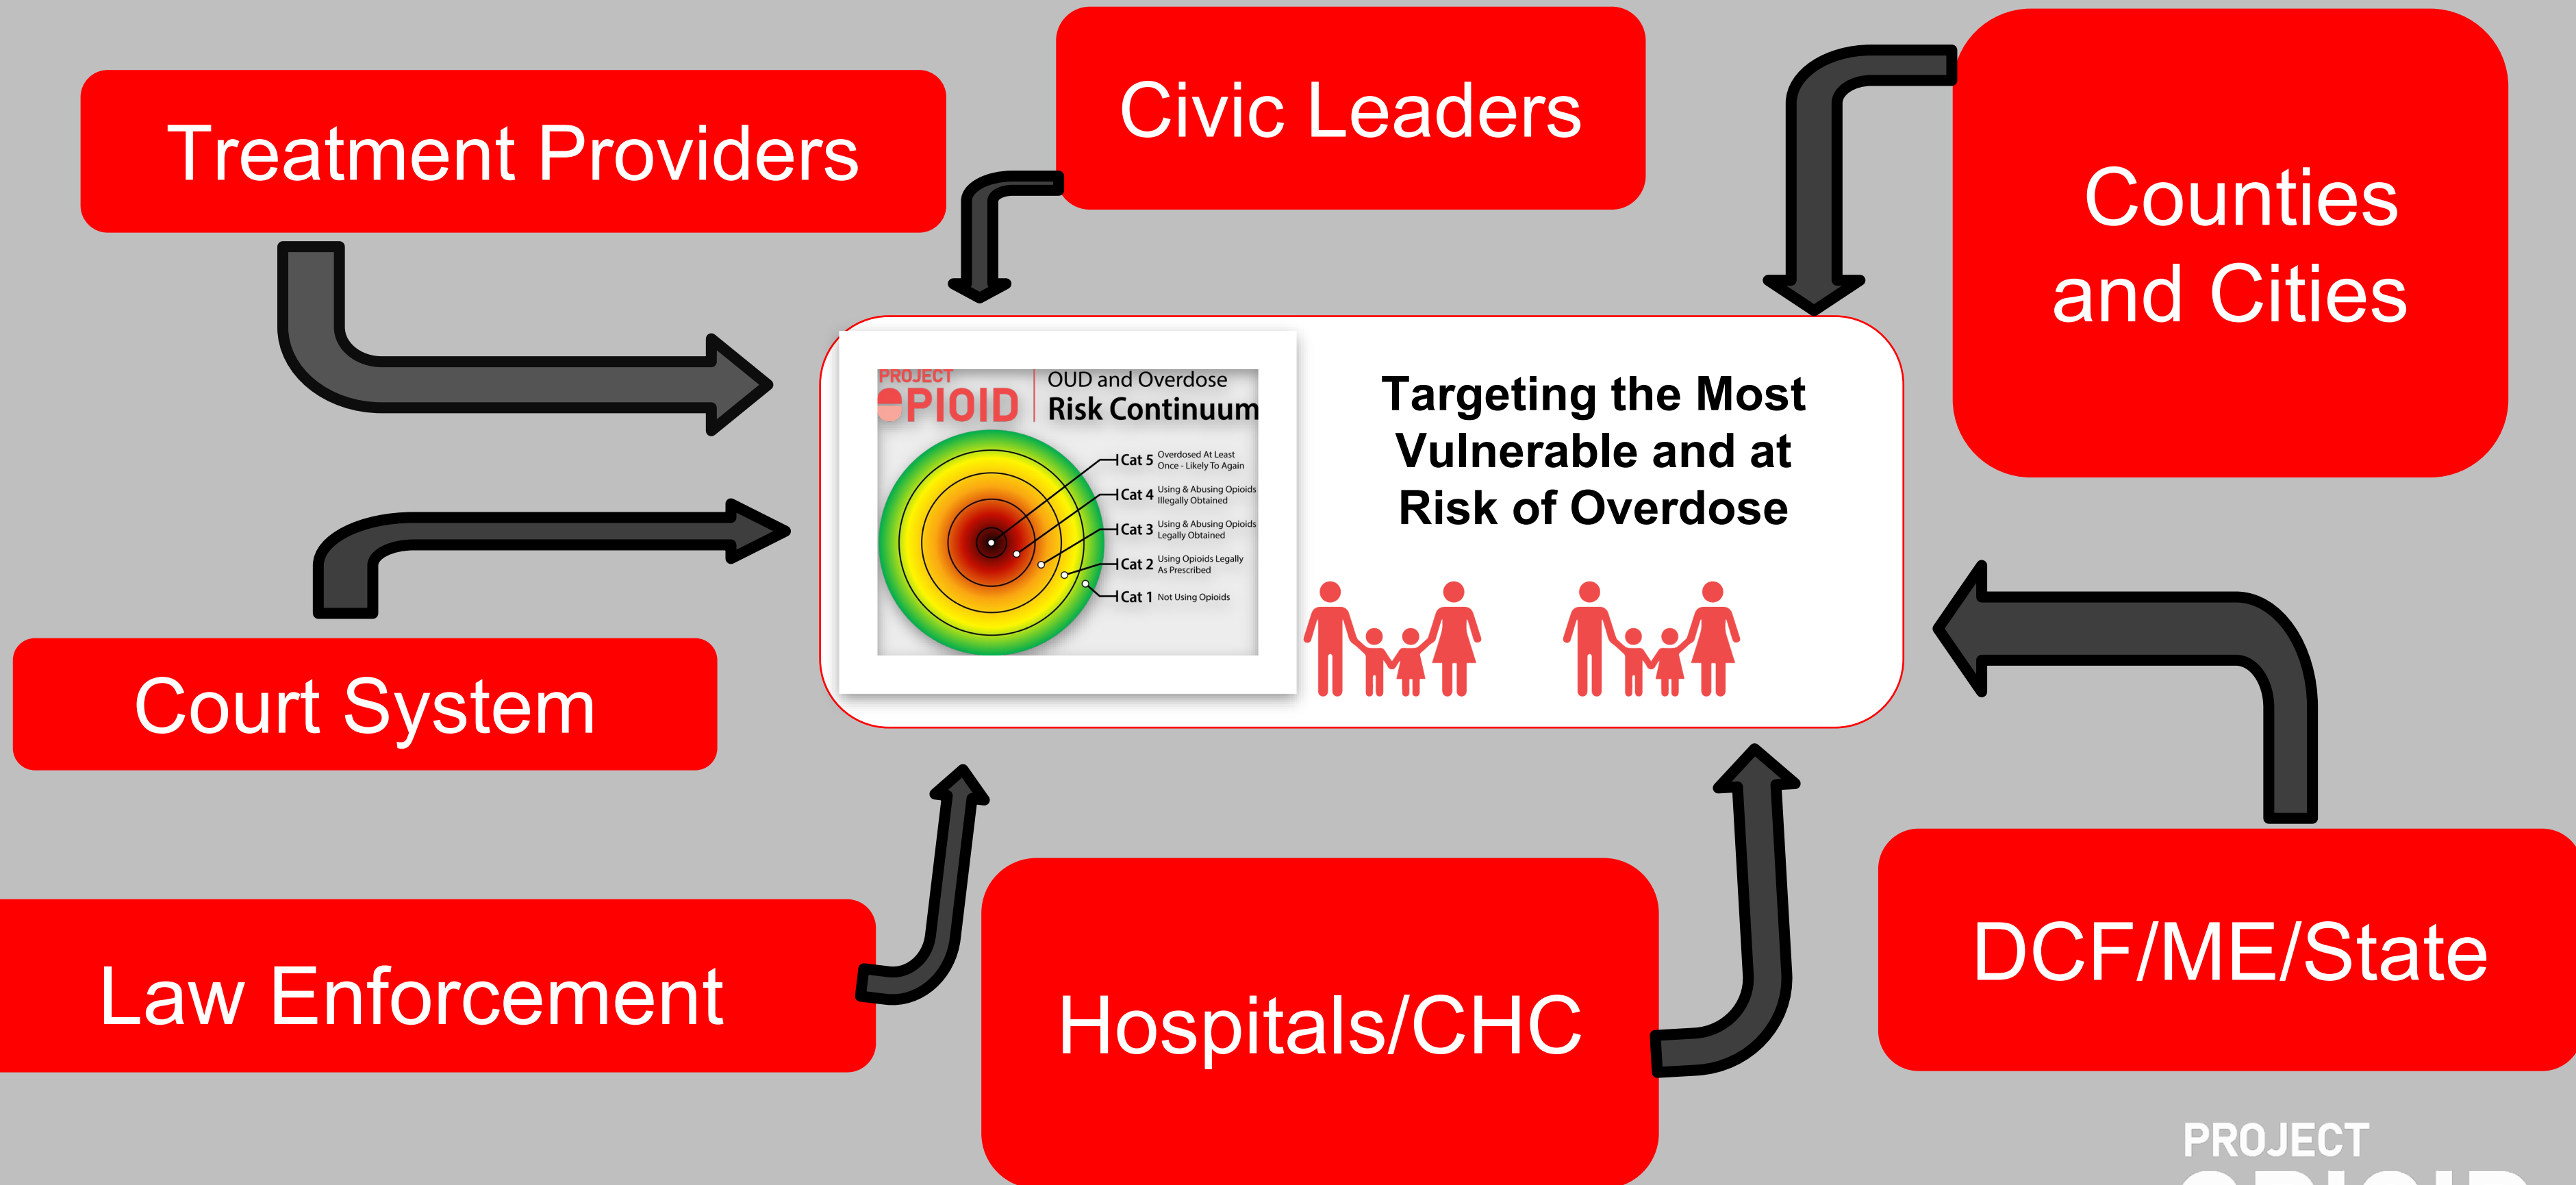 Treatment Providers
Civic Leaders
Counties
and Cities
PROJECT
OPIOID
OUD and Overdose
Risk Continuum
Cat 5 Overdosed At Least
Once - Likely To Again
Cat 4 Using & Abusing Opioids
Illegally Obtained
Cat 3 Using & Abusing Opioids
Legally Obtained
Cat 2 Using Opioids Legally
As Prescribed
Cat 1 Not Using Opioids
Targeting the Most
Vulnerable and at
Risk of Overdose
Court System
Law Enforcement
Hospitals/CHC
DCF/ME/State
PROJECT
OPIOID